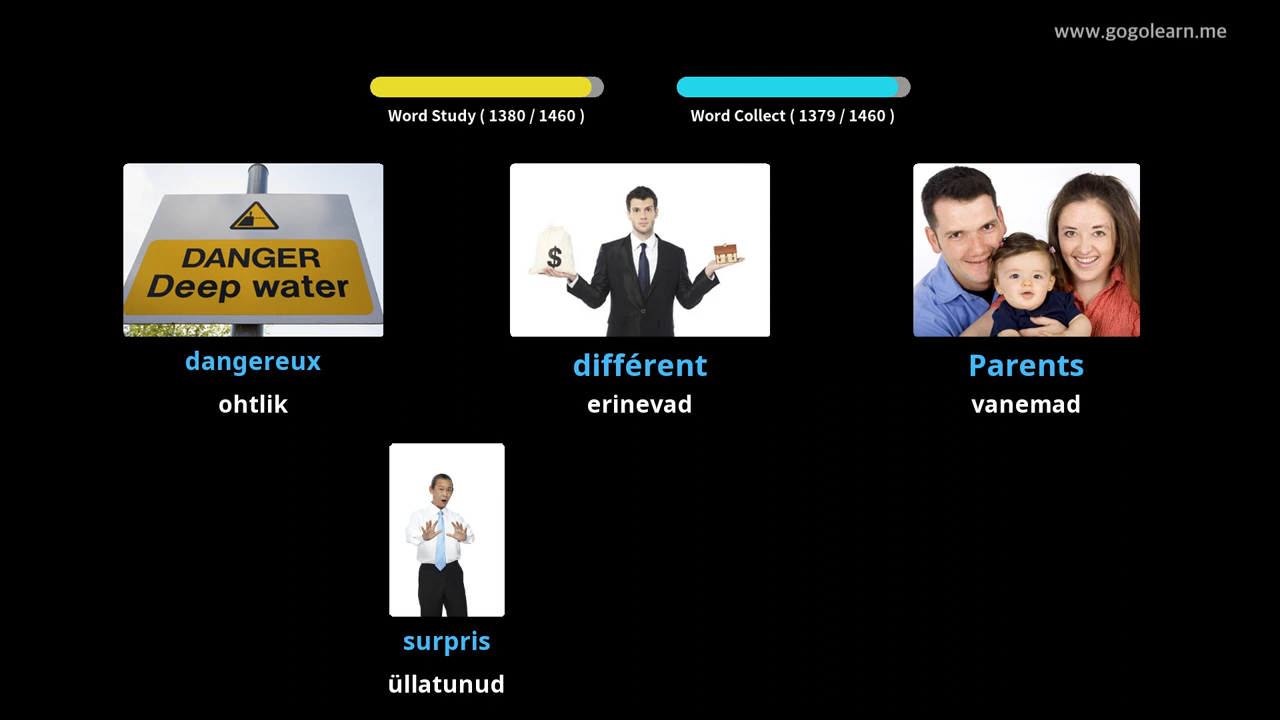 www.gogolearn.me
Word Study ( 1380 / 1460 )
Word Collect ( 1379 / 1460 )
DANGER
Deep water
$
dangereux
différent
Parents
ohtlik
erinevad
vanemad
surpris
üllatunud